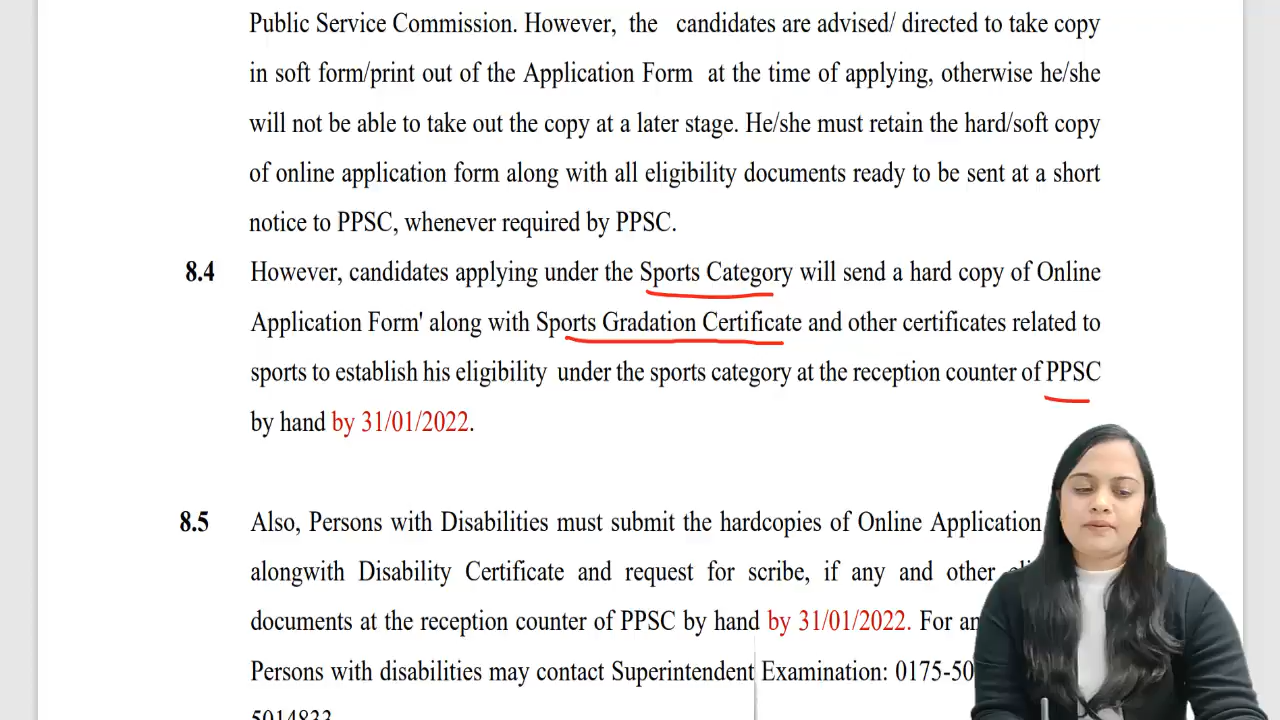 Public Service Commission. However, the candidates are advised/ directed to take copy
in soft form/print out of the Application Form at the time of applying, otherwise he/she
will not be able to take out the copy at a later stage. He/she must retain the hard/soft copy
of online application form along with all eligibility documents ready to be sent at a short
notice to PPSC, whenever required by PPSC.
8.4 However, candidates applying under the Sports Category will send a hard copy of Online
Application Form' along with Sports Gradation Certificate and other certificates related to
sports to establish his eligibility under the sports category at the reception counter of PPSC
by hand by 31/01/2022.
8.5 Also, Persons with Disabilities must submit the hardcopies of Online Application
alongwith Disability Certificate and request for scribe, if any and other
documents at the reception counter of PPSC by hand by 31/01/2022. For
Persons with disabilities may contact Superintendent Examination: 0175-50
5014833